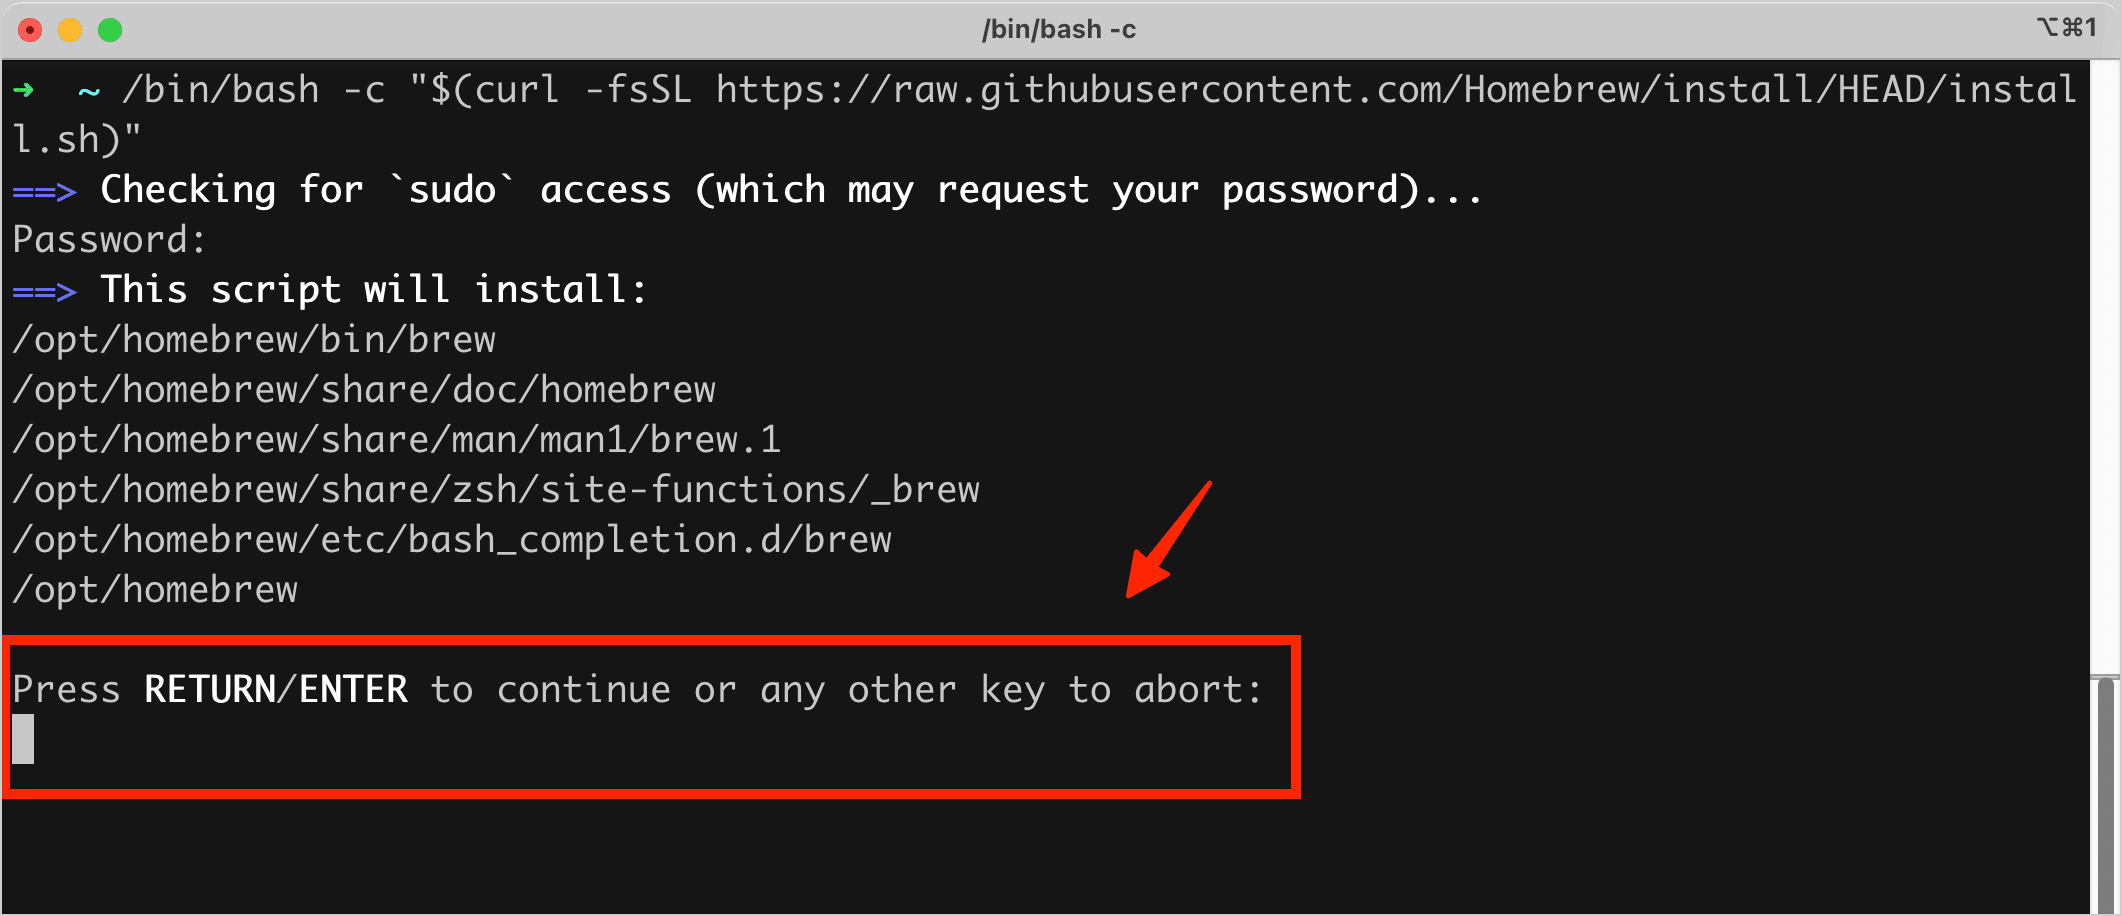 /bin/bash -c
⌥⌘1
➜  ~ /bin/bash -c "$(curl -fsSL https://raw.githubusercontent.com/Homebrew/install/HEAD/instal
l.sh)"
==> Checking for `sudo` access (which may request your password)...
Password:
==> This script will install:
/opt/homebrew/bin/brew
/opt/homebrew/share/doc/homebrew
/opt/homebrew/share/man/man1/brew.1
/opt/homebrew/share/zsh/site-functions/_brew
/opt/homebrew/etc/bash_completion.d/brew
/opt/homebrew
Press RETURN/ENTER to continue or any other key to abort: